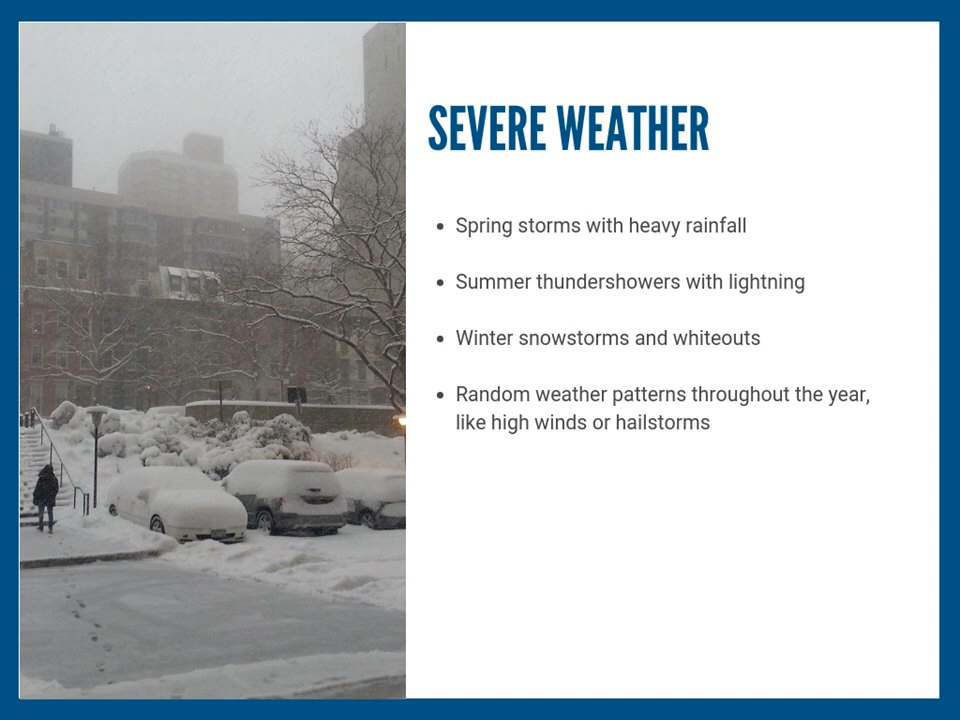 SEVERE WEATHER
• Spring storms with heavy rainfall
• Summer thundershowers with lightning
• Winter snowstorms and whiteouts
• Random weather patterns throughout the year,
like high winds or hailstorms